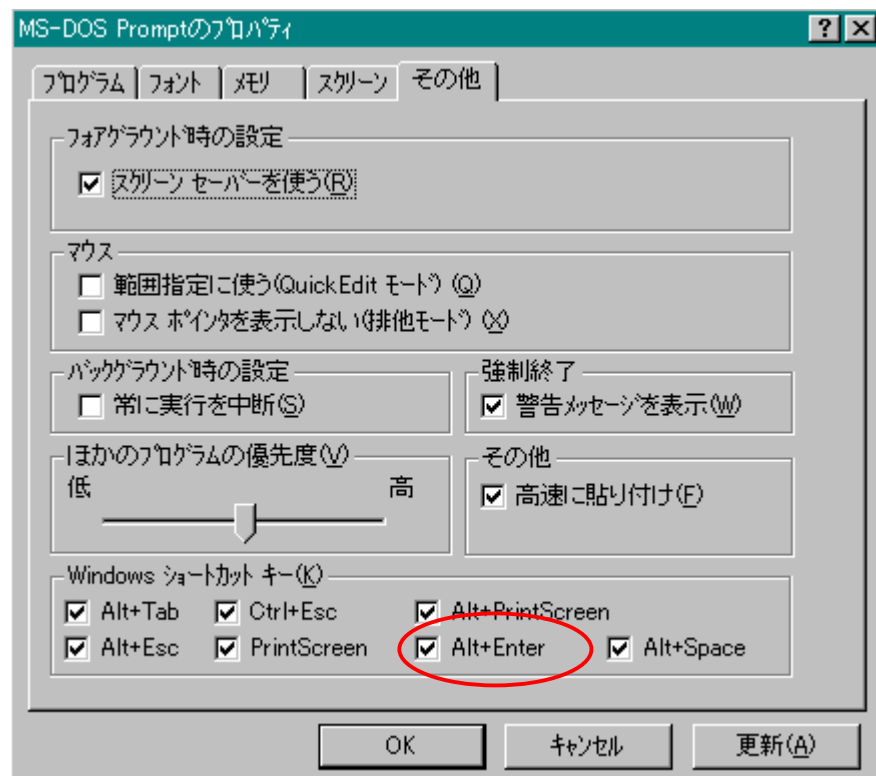 MS-DOS Promptのﾌﾟﾛﾊﾟﾃｨ
ﾌﾟﾛｸﾞﾗﾑ ﾌｫﾝﾄ ﾒﾓﾘ ｽｸﾘｰﾝ その他
ﾌｫｱｸﾞﾗｳﾝﾄﾞ時の設定
ｽｸﾘｰﾝ ｾｰﾊﾞｰを使う(R)
マウス
範囲指定に使う(QuickEdit ﾓｰﾄﾞ) (Q)
ﾏｳｽ ﾎﾟｲﾝﾀを表示しない(排他ﾓｰﾄﾞ) (X)
ﾊﾞｯｸｸﾞﾗｳﾝﾄﾞ時の設定
常に実行を中断(S)
強制終了
警告ﾒｯｾｰｼﾞを表示(W)
ほかのﾌﾟﾛｸﾞﾗﾑの優先度(V)
低 高
その他
高速に貼り付け(F)
Windows ｼｮｰﾄｶｯﾄ ｷｰ(K)
Alt+Tab Ctrl+Esc Alt+PrintScreen
Alt+Esc PrintScreen Alt+Enter Alt+Space
OK ｷｬﾝｾﾙ 更新(A)